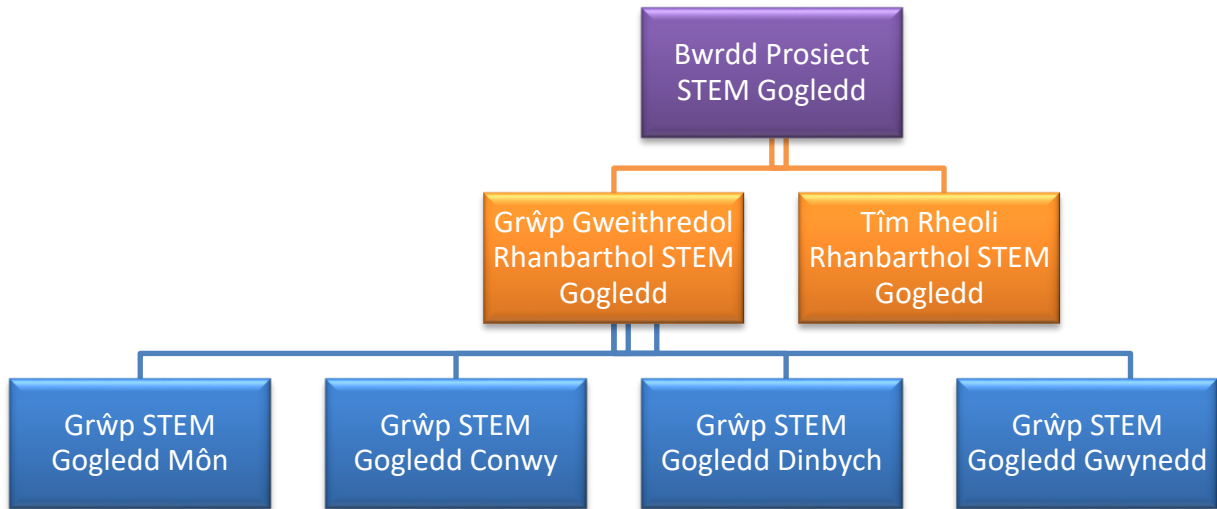 Bwrdd Prosiect
STEM Gogledd
Grŵp Gweithredol
Rhanbarthol STEM
Gogledd
Tîm Rheoli
Rhanbarthol STEM
Gogledd
Grŵp STEM
Gogledd Môn
Grŵp STEM
Gogledd Conwy
Grŵp STEM
Gogledd Dinbych
Grŵp STEM
Gogledd Gwynedd